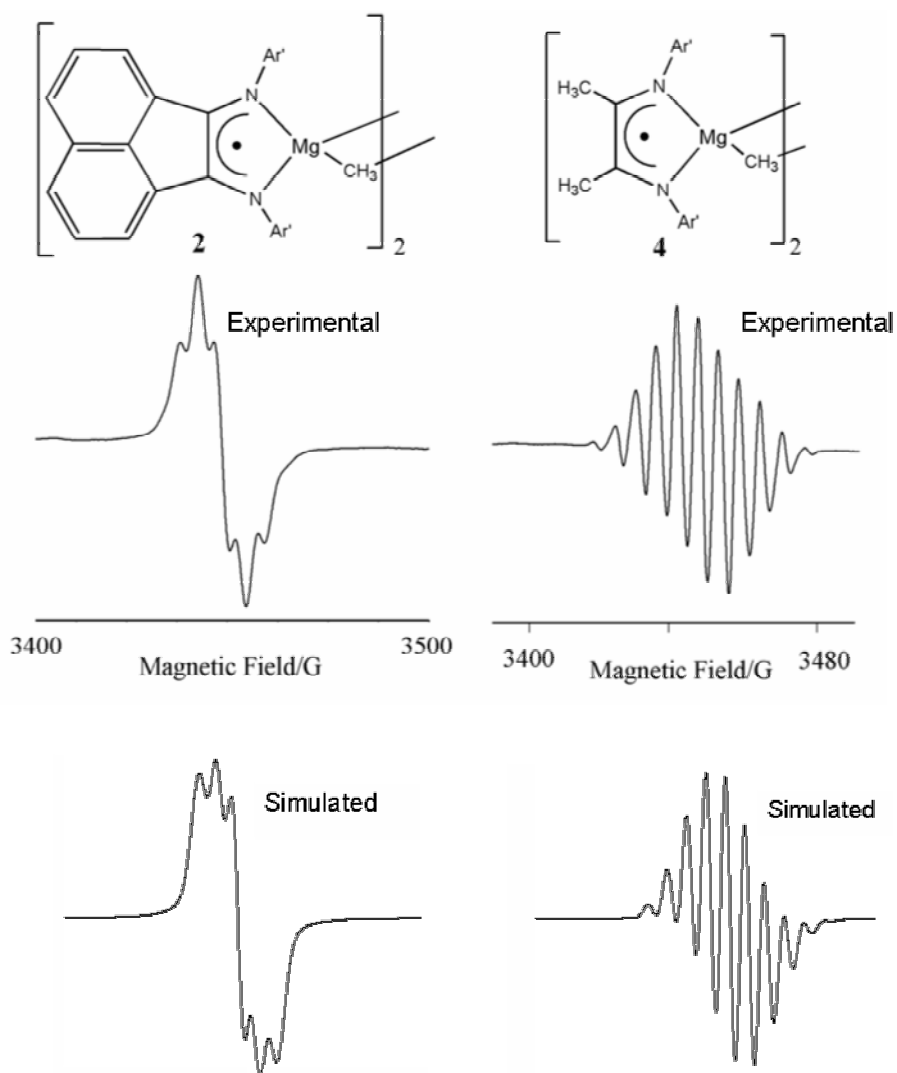 Ar'
N
Mg
CH3
N
Ar'
2
2
Ar'
H3C
N
Mg
CH3
H3C
N
Ar'
4
2
Experimental
Experimental
3400
3500
Magnetic Field/G
3400
3480
Magnetic Field/G
Simulated
Simulated